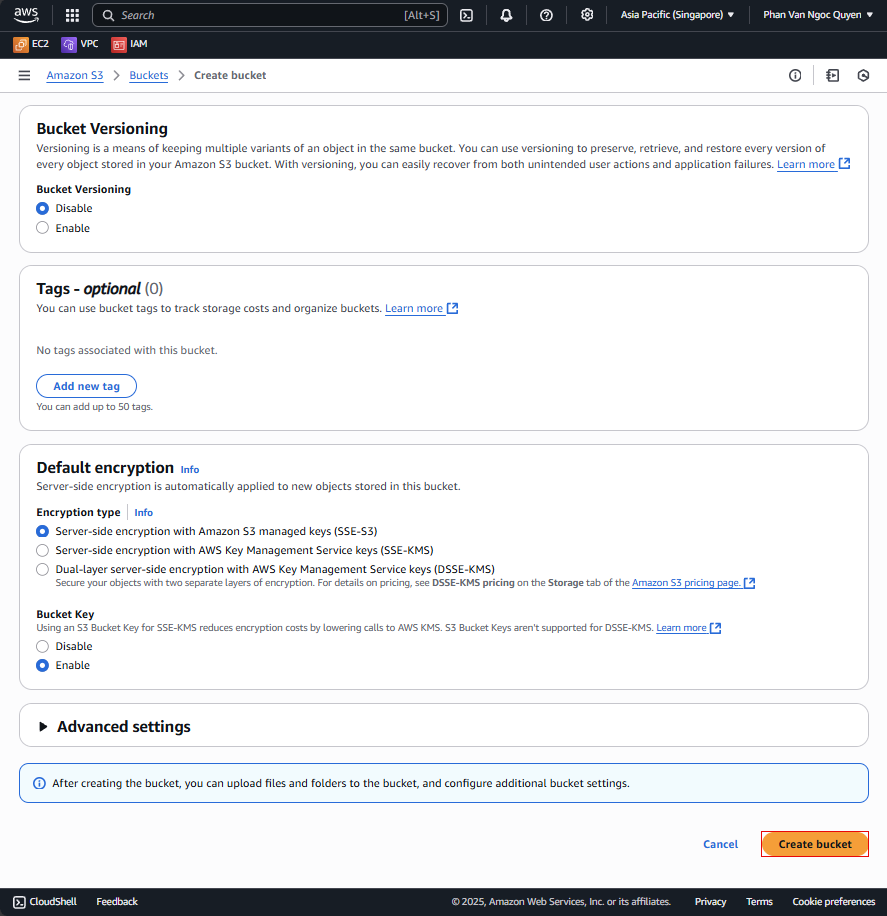 aws
Search [Alt+S]
Asia Pacific (Singapore)
Phan Van Ngoc Quyen
EC2 VPC IAM
Amazon S3 > Buckets > Create bucket
Bucket Versioning
Versioning is a means of keeping multiple variants of an object in the same bucket. You can use versioning to preserve, retrieve, and restore every version of
every object stored in your Amazon S3 bucket. With versioning, you can easily recover from both unintended user actions and application failures. Learn more
Bucket Versioning
Disable
Enable
Tags - optional (0)
You can use bucket tags to track storage costs and organize buckets. Learn more
No tags associated with this bucket.
Add new tag
You can add up to 50 tags.
Default encryption Info
Server-side encryption is automatically applied to new objects stored in this bucket.
Encryption type Info
Server-side encryption with Amazon S3 managed keys (SSE-S3)
Server-side encryption with AWS Key Management Service keys (SSE-KMS)
Dual-layer server-side encryption with AWS Key Management Service keys (DSSE-KMS)
Secure your objects with two separate layers of encryption. For details on pricing, see DSSE-KMS pricing on the Storage tab of the Amazon S3 pricing page.
Bucket Key
Using an S3 Bucket Key for SSE-KMS reduces encryption costs by lowering calls to AWS KMS. S3 Bucket Keys aren't supported for DSSE-KMS. Learn more
Disable
Enable
Advanced settings
After creating the bucket, you can upload files and folders to the bucket, and configure additional bucket settings.
Cancel Create bucket
CloudShell Feedback © 2025, Amazon Web Services, Inc. or its affiliates. Privacy Terms Cookie preferences